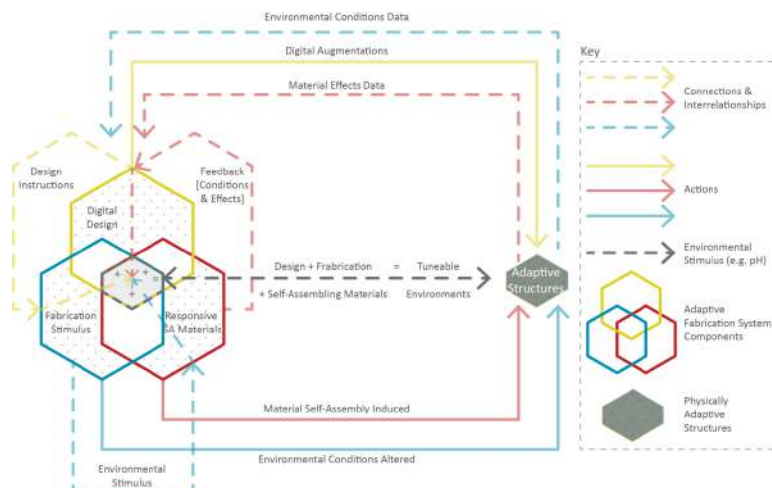 Environmental Conditions Data
Digital Augmentations
Material Effects Data
Design
Instructions
Feedback
[Conditions
& Effects]
Digital
Design
Fabrication
Stimulus
Responsive
SA Materials
Design + Frabrication = Tuneable
+ Self-Assembling Materials Environments
Adaptive
Structures
Material Self-Assembly Induced
Environmental Conditions Altered
Environmental
Stimulus
Key
Connections &
Interrelationships
Actions
Environmental
Stimulus (e.g. pH)
Adaptive
Fabrication System
Components
Physically
Adaptive
Structures